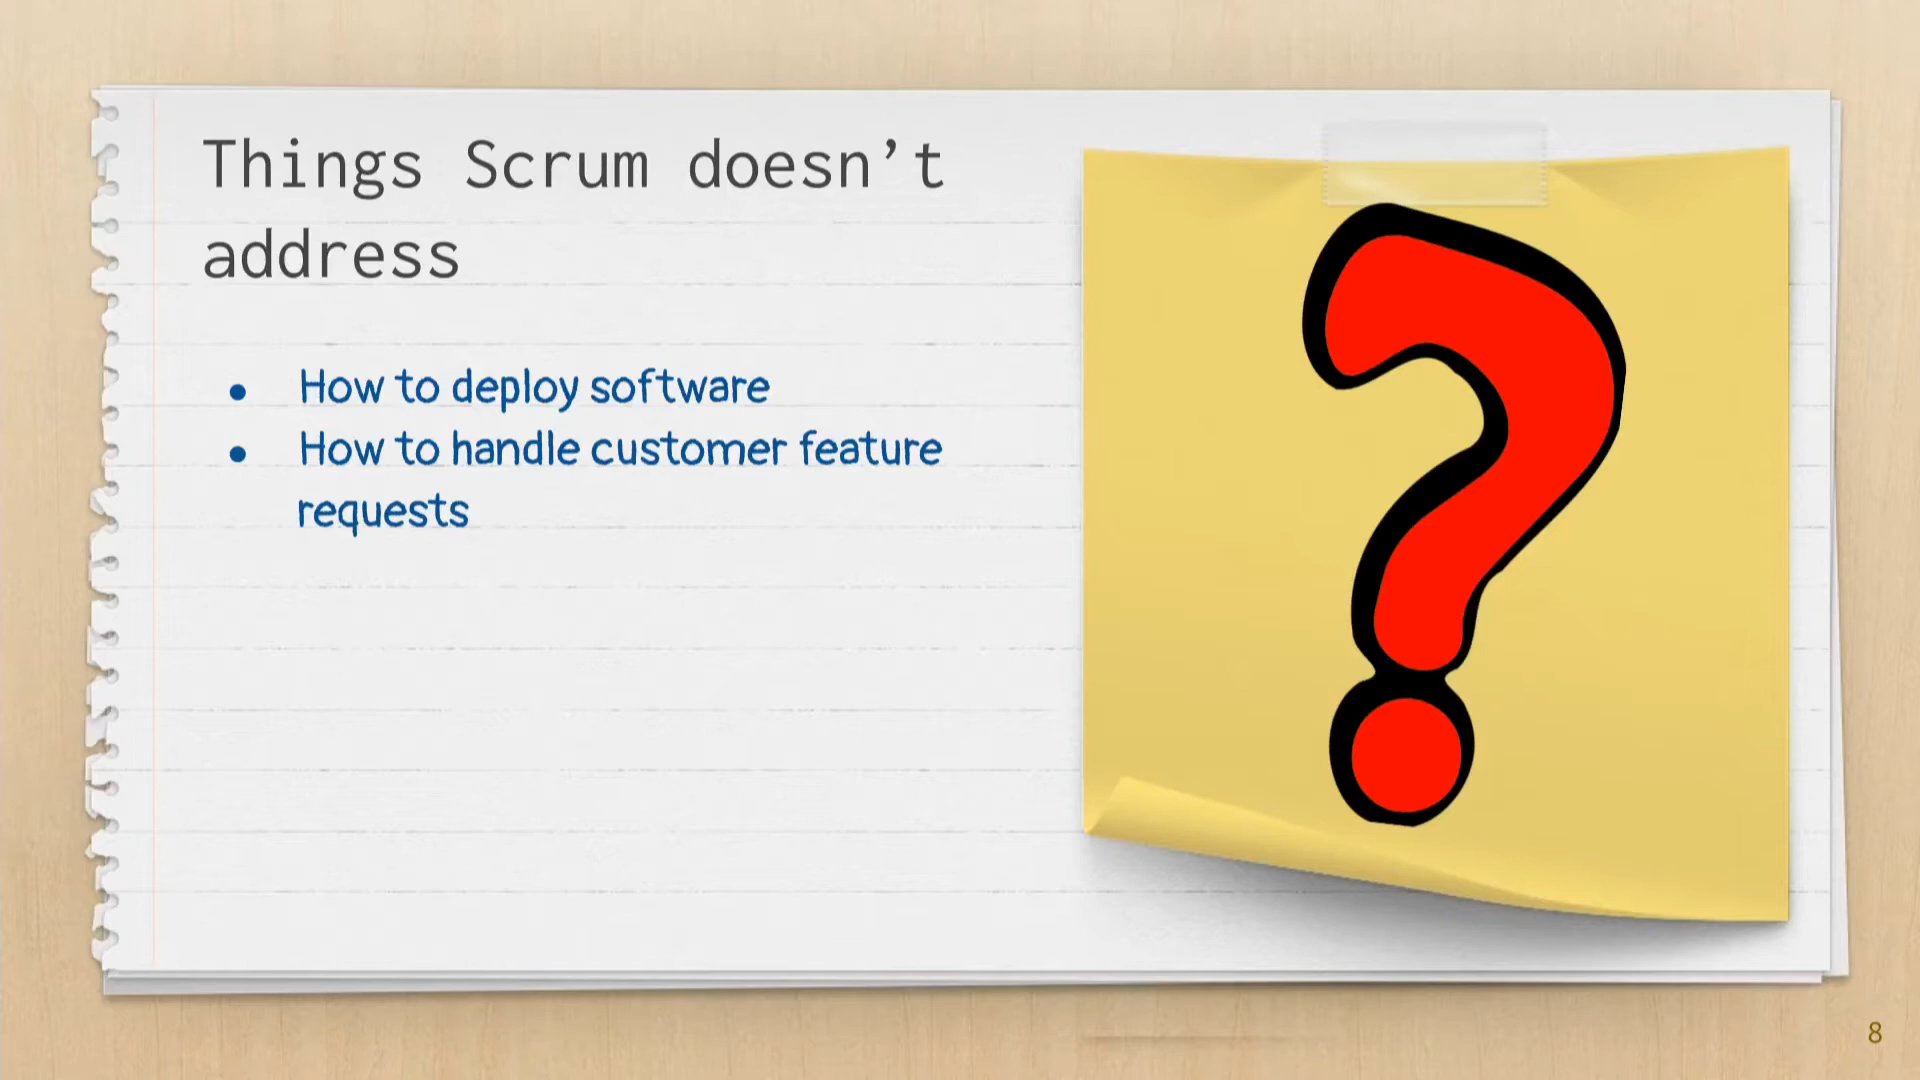 Things Scrum doesn’t
address
● How to deploy software
● How to handle customer feature
requests
8